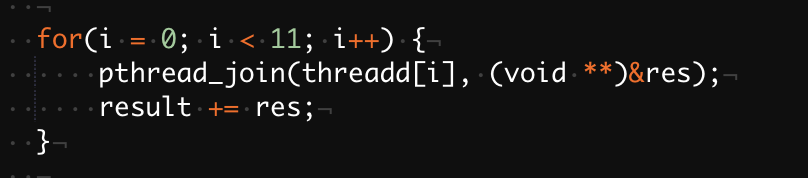 for(i = 0; i < 11; i++) {
pthread_join(threadd[i], (void **)&res);
result += res;
}